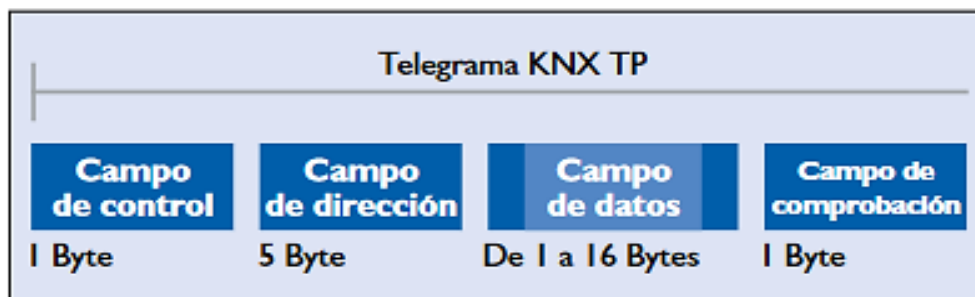 Telegrama KNX TP
Campo
de control
Campo
de dirección
Campo
de datos
Campo de
comprobación
1 Byte
5 Byte
De 1 a 16 Bytes
1 Byte